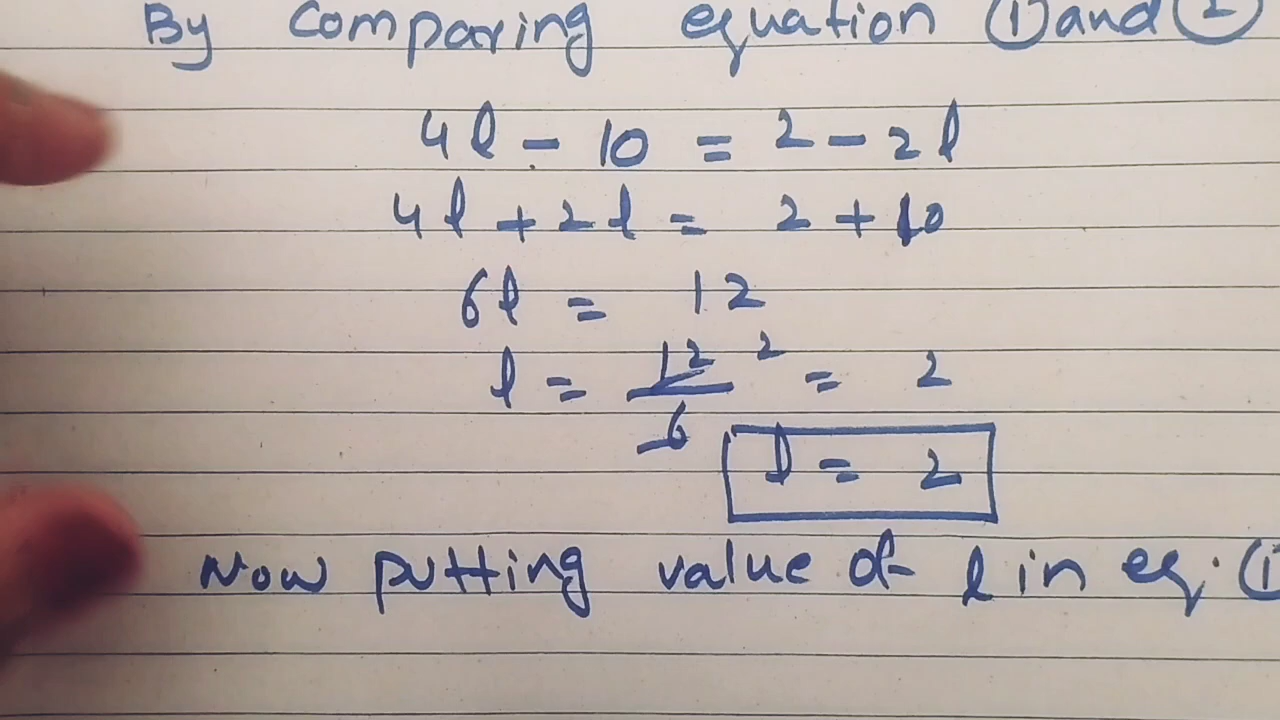 By comparing equation ① and ②
4l - 10 = 2 - 2l
4l + 2l = 2 + 10
6l = 12
l = 12/6 2 = 2
l = 2
Now putting value of l in eq. ①